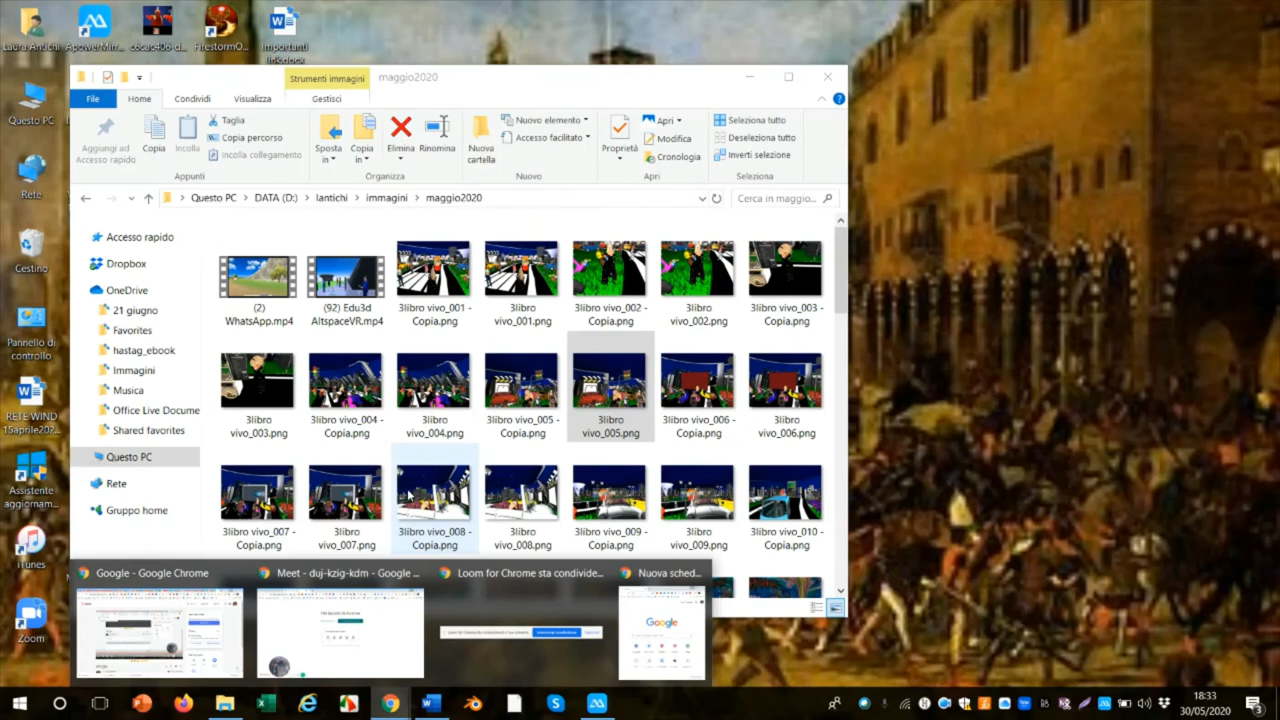 Laura Antichi
ApowerMirr...
c6cac406-d...
FirestormO...
Importanti
link.docx
Strumenti immagini
maggio2020
File
Home
Condividi
Visualizza
Gestisci
Questo PC
Rete
Cestino
Pannello di
controllo
RETE WIND
15aprile202...
Assistente
aggiornam...
iTunes
Zoom
Aggiungi ad
Accesso rapido
Copia
Incolla
Taglia
Copia percorso
Incolla collegamento
Appunti
Sposta
in
Copia
in
Elimina
Rinomina
Organizza
Nuova
cartella
Nuovo elemento
Accesso facilitato
Nuovo
Proprietà
Apri
Modifica
Cronologia
Apri
Seleziona tutto
Deseleziona tutto
Inverti selezione
Seleziona
Questo PC > DATA (D:) > lantichi > immagini > maggio2020
Cerca in maggio...
Accesso rapido
Dropbox
OneDrive
21 giugno
Favorites
hastag_ebook
Immagini
Musica
Office Live Docume
Shared favorites
Questo PC
Rete
Gruppo home
(2)
WhatsApp.mp4
(92) Edu3d
AltspaceVR.mp4
3libro vivo_001 -
Copia.png
3libro
vivo_001.png
3libro vivo_002 -
Copia.png
3libro
vivo_002.png
3libro vivo_003 -
Copia.png
3libro
vivo_003.png
3libro vivo_004 -
Copia.png
3libro
vivo_004.png
3libro vivo_005 -
Copia.png
3libro
vivo_005.png
3libro vivo_006 -
Copia.png
3libro
vivo_006.png
3libro vivo_007 -
Copia.png
3libro
vivo_007.png
3libro vivo_008 -
Copia.png
3libro
vivo_008.png
3libro vivo_009 -
Copia.png
3libro
vivo_009.png
3libro vivo_010 -
Copia.png
Google - Google Chrome
Meet - duj-kzig-kdm - Google ...
Loom for Chrome sta condivide...
Nuova sched...
Google
18:33
30/05/2020
3